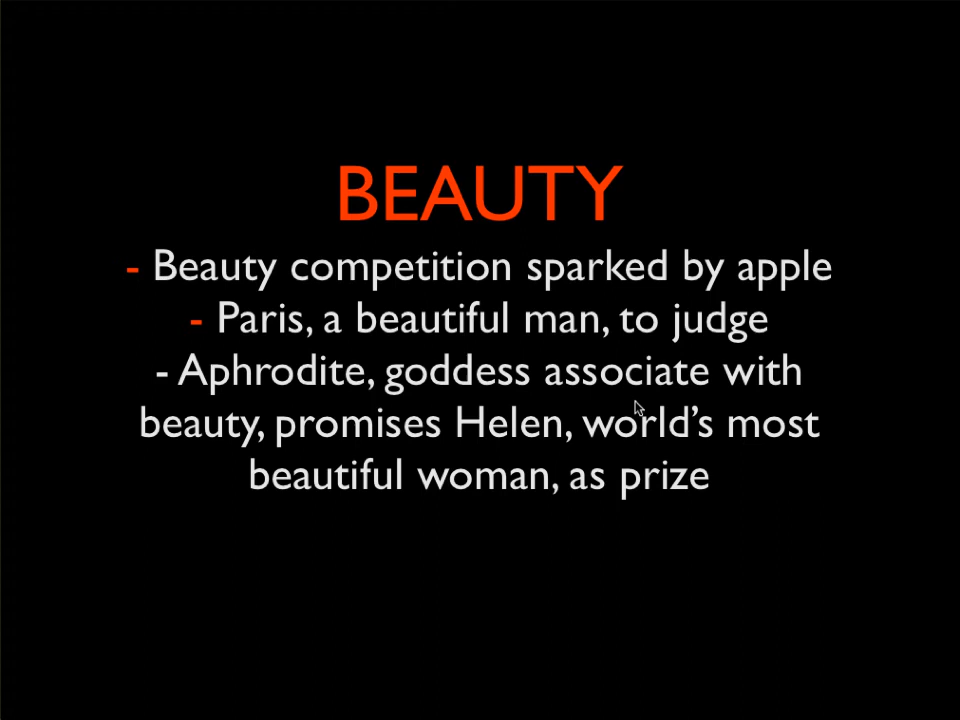 BEAUTY
- Beauty competition sparked by apple
- Paris, a beautiful man, to judge
- Aphrodite, goddess associate with
beauty, promises Helen, world’s most
beautiful woman, as prize